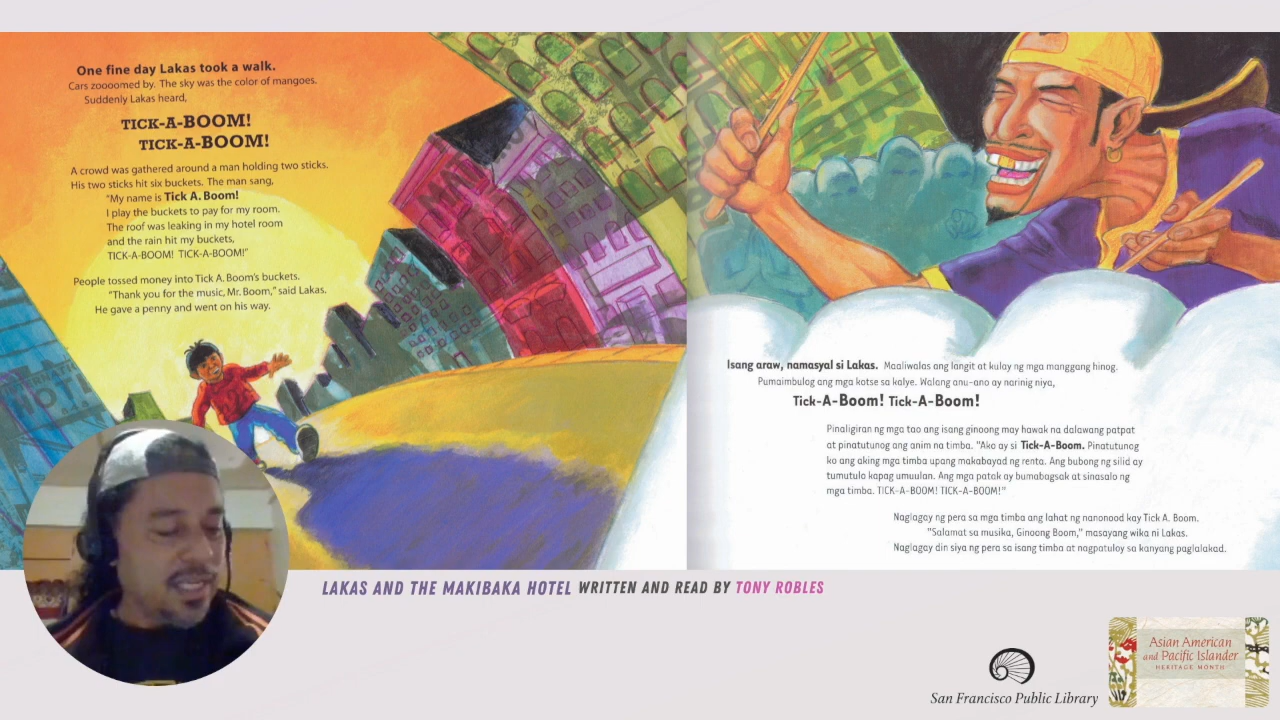 One fine day Lakas took a walk.
Cars zoooomed by. The sky was the color of mangoes.
Suddenly Lakas heard,
TICK-A-BOOM!
TICK-A-BOOM!
A crowd was gathered around a man holding two sticks.
His two sticks hit six buckets. The man sang,
"My name is Tick A. Boom!
I play the buckets to pay for my room.
The roof was leaking in my hotel room
and the rain hit my buckets,
TICK-A-BOOM! TICK-A-BOOM!"
People tossed money into Tick A. Boom's buckets.
"Thank you for the music, Mr. Boom," said Lakas.
He gave a penny and went on his way.
HOTEL
Isang araw, namasyal si Lakas. Maaliwalas ang langit at kulay ng mga manggang hinog.
Pumaimbulog ang mga kotse sa kalye. Walang anu-ano ay narinig niya,
Tick-A-Boom! Tick-A-Boom!
Pinaligiran ng mga tao ang isang ginoong may hawak na dalawang patpat
at pinatutunog ang anim na timba. "Ako ay si Tick-A-Boom. Pinatutunog
ko ang aking mga timba upang makabayad ng renta. Ang bubong ng silid ay
tumutulo kapag umuulan. Ang mga patak ay bumabagsak at sinasalo ng
mga timba. TICK-A-BOOM! TICK-A-BOOM!"
Naglagay ng pera sa mga timba ang lahat ng nanonood kay Tick A. Boom.
"Salamat sa musika, Ginoong Boom," masayang wika ni Lakas.
Naglagay din siya ng pera sa isang timba at nagpatuloy sa kanyang paglalakad.
LAKAS AND THE MAKIBAKA HOTEL WRITTEN AND READ BY TONY ROBLES
San Francisco Public Library
Asian American
and Pacific Islander
HERITAGE MONTH